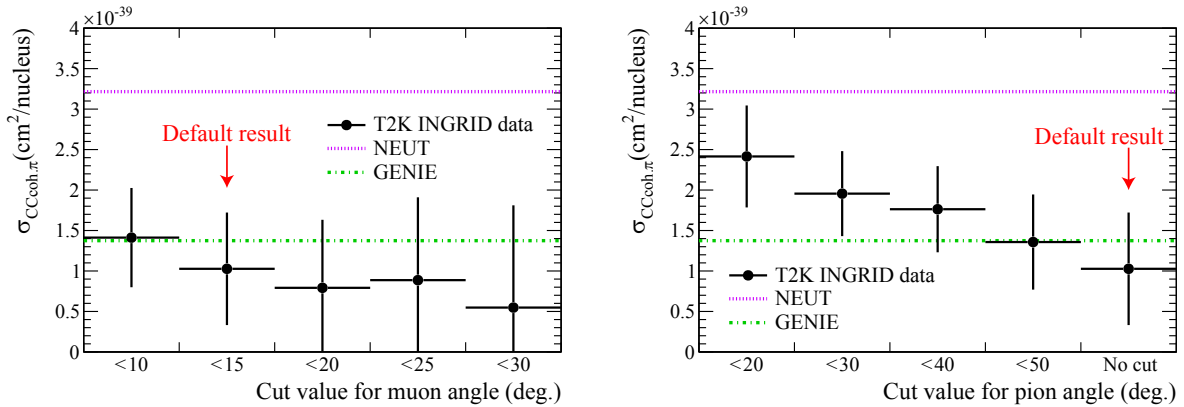 ×10⁻³⁹
4
3.5
3
2.5
2
1.5
1
0.5
0
σCCcoh.π(cm²/nucleus)
Default result
T2K INGRID data
NEUT
GENIE
<10 <15 <20 <25 <30
Cut value for muon angle (deg.)
×10⁻³⁹
4
3.5
3
2.5
2
1.5
1
0.5
0
σCCcoh.π(cm²/nucleus)
Default result
T2K INGRID data
NEUT
GENIE
<20 <30 <40 <50 No cut
Cut value for pion angle (deg.)